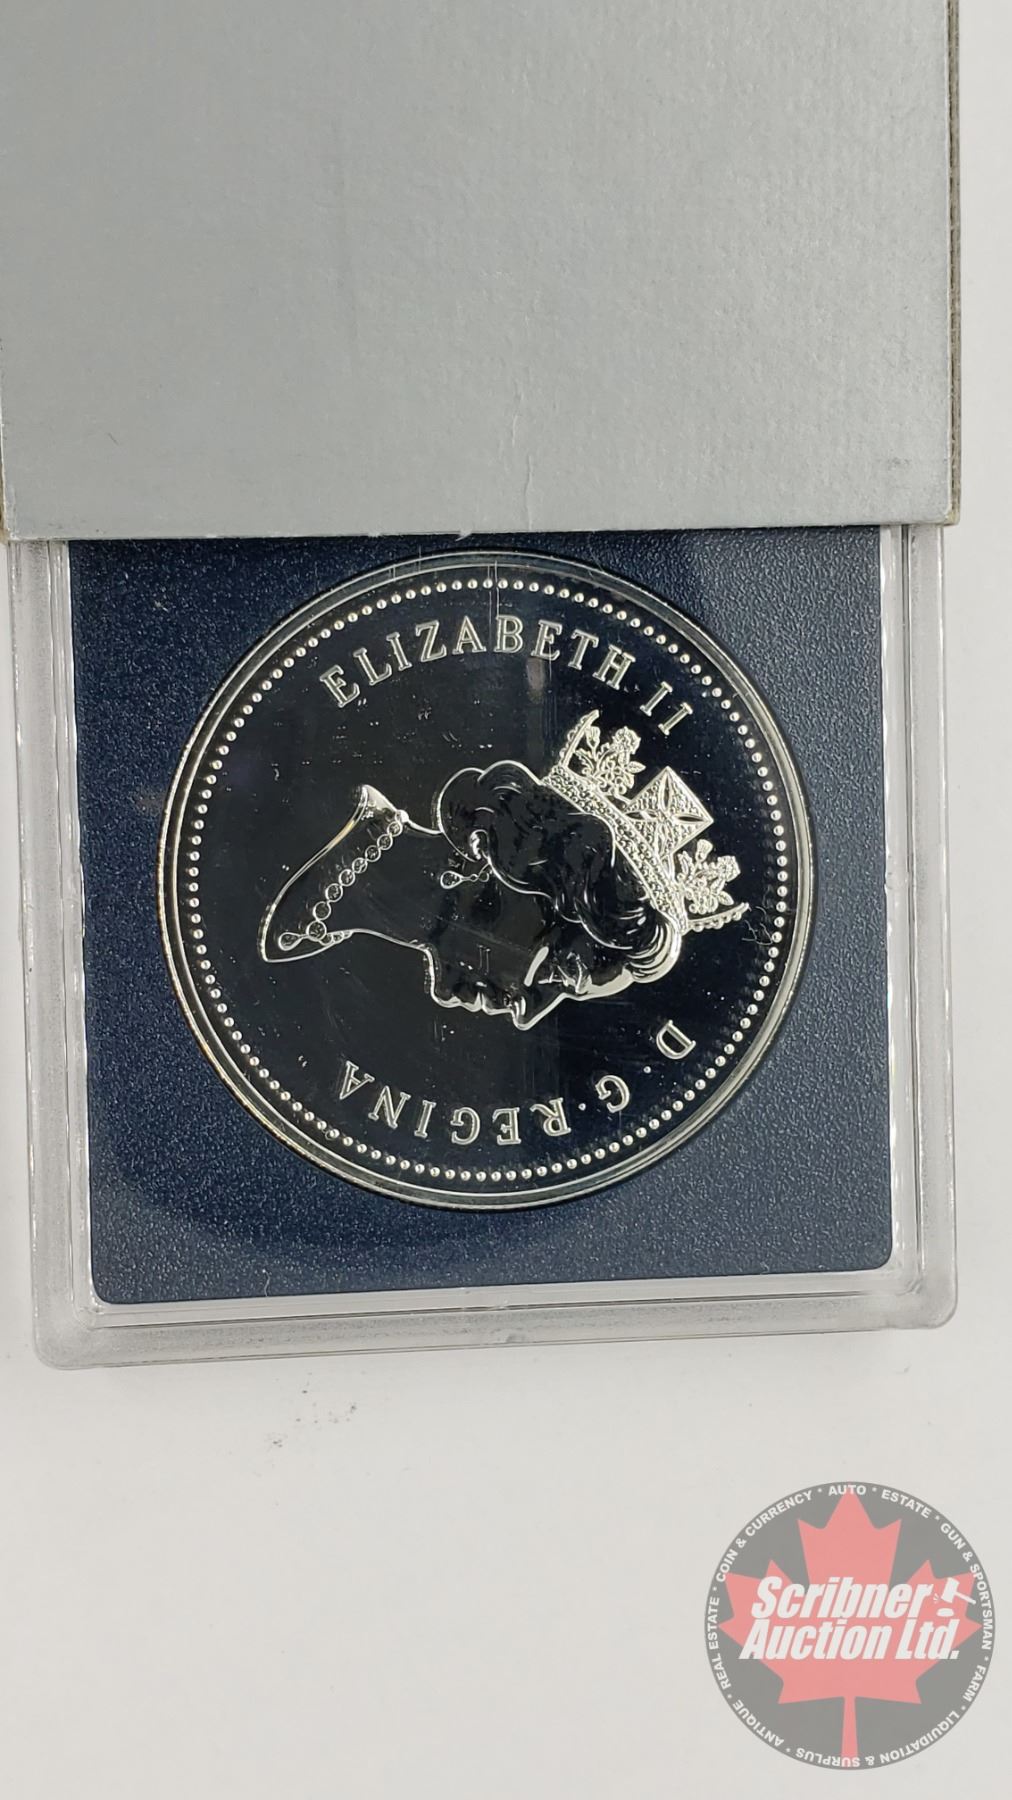 ELIZABETH II
D. G. REGINA
Scribner
Auction Ltd.
COIN & CURRENCY * AUTO * ESTATE * GUN & SPORTSMAN * FARM * LIQUIDATION & SURPLUS * ANTIQUE * REAL ESTATE *